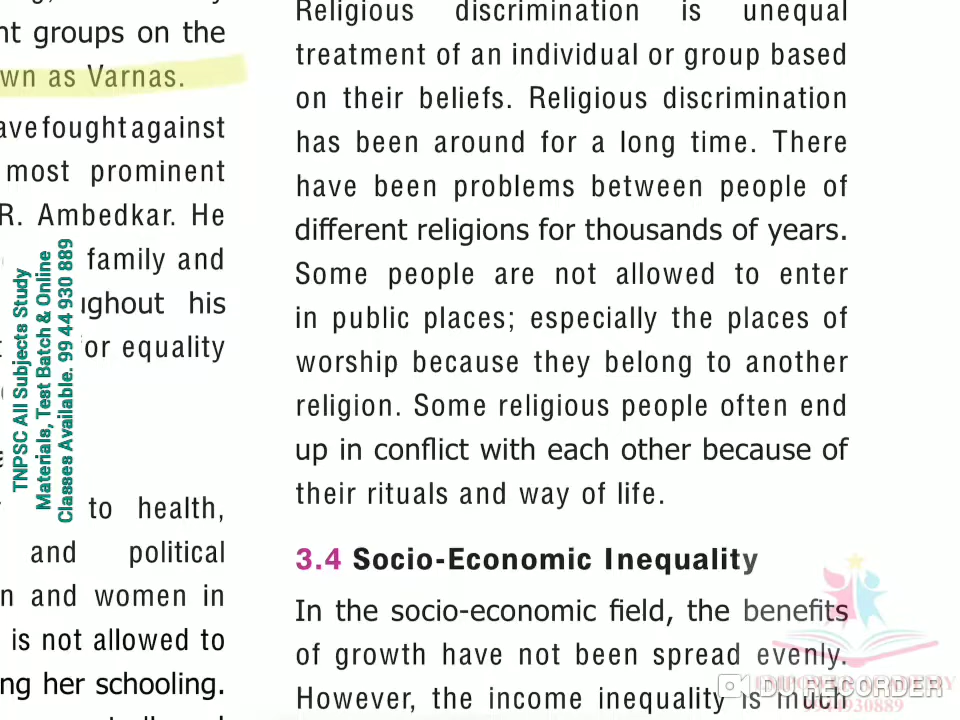 nt groups on the
wn as Varnas.
ave fought against
most prominent
R. Ambedkar. He
family and
ughout his
or equality
to health,
and political
n and women in
is not allowed to
ng her schooling.
TNPSC All Subjects Study
Materials, Test Batch & Online
Classes Available. 99 44 930 889
Religious discrimination is unequal
treatment of an individual or group based
on their beliefs. Religious discrimination
has been around for a long time. There
have been problems between people of
different religions for thousands of years.
Some people are not allowed to enter
in public places; especially the places of
worship because they belong to another
religion. Some religious people often end
up in conflict with each other because of
their rituals and way of life.
3.4 Socio-Economic Inequality
In the socio-economic field, the benefits
of growth have not been spread evenly.
However, the income inequality is much
DU RECORDER
9944930889